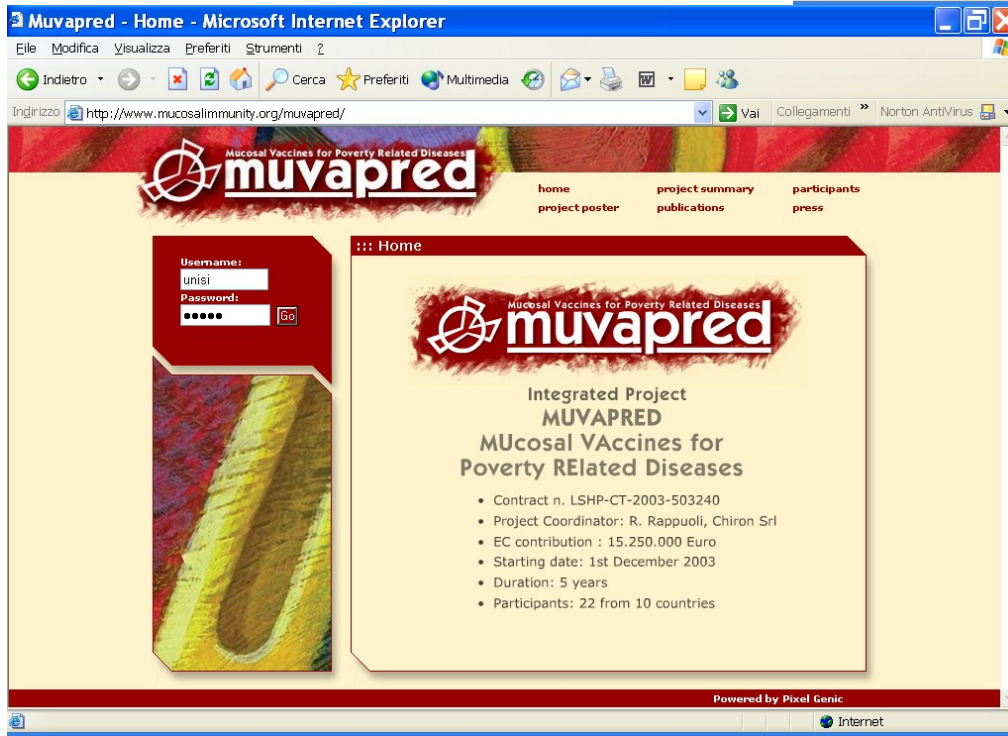 Muvapred - Home - Microsoft Internet Explorer
File Modifica Visualizza Preferiti Strumenti ?
Indietro Cerca Preferiti Multimedia
Indirizzo http://www.mucosalimmunity.org/muvapred/ Vai Collegamenti » Norton AntiVirus
Mucosal Vaccines for Poverty Related Diseases
muvapred
home project summary participants
project poster publications press
Username:
unisi
Password:
●●●●●
Go
::: Home
Mucosal Vaccines for Poverty Related Diseases
muvapred
Integrated Project
MUVAPRED
MUcosal VAccines for
Poverty RElated Diseases
• Contract n. LSHP-CT-2003-503240
• Project Coordinator: R. Rappuoli, Chiron Srl
• EC contribution : 15.250.000 Euro
• Starting date: 1st December 2003
• Duration: 5 years
• Participants: 22 from 10 countries
Powered by Pixel Genic
Internet